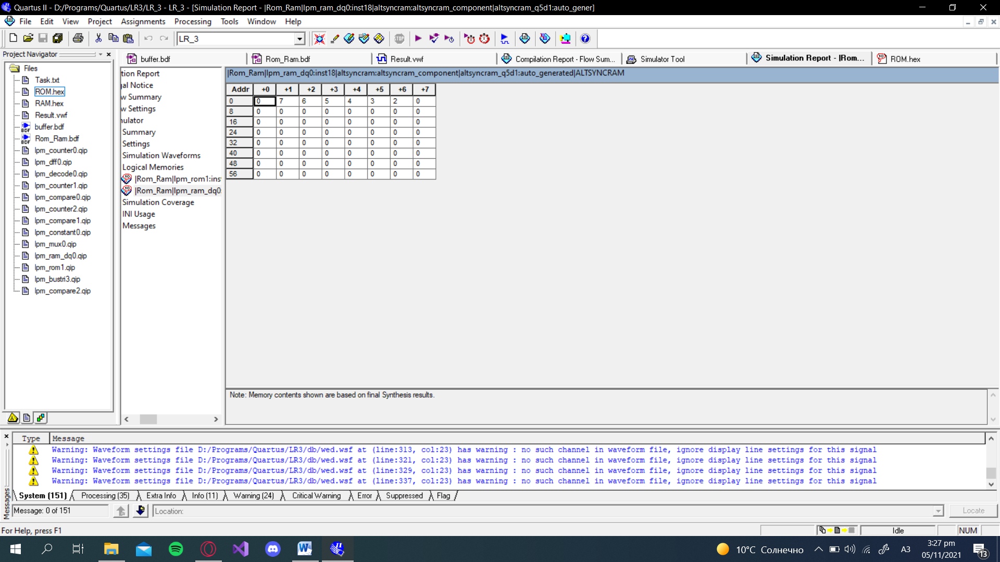 Quartus II - D:/Programs/Quartus/LR3/LR_3 - LR_3 - [Simulation Report - |Rom_Ram|lpm_ram_dq0:inst18|altsyncram:altsyncram_component|altsyncram_q5d1:auto_gener]
File Edit View Project Assignments Processing Tools Window Help
LR_3
Project Navigator
buffer.bdf Rom_Ram.bdf Result.vwf Compilation Report - Flow Sum... Simulator Tool Simulation Report - |Rom... ROM.hex
Files
Task.txt
ROM.hex
RAM.hex
Result.vwf
buffer.bdf
Rom_Ram.bdf
lpm_counter0.qip
lpm_dff0.qip
lpm_decode0.qip
lpm_counter1.qip
lpm_compare0.qip
lpm_counter2.qip
lpm_compare1.qip
lpm_constant0.qip
lpm_mux0.qip
lpm_ram_dq0.qip
lpm_rom1.qip
lpm_bustri3.qip
lpm_compare2.qip
tion Report
jal Notice
w Summary
w Settings
nulator
Summary
Settings
Simulation Waveforms
Logical Memories
|Rom_Ram|lpm_rom1:ins
|Rom_Ram|lpm_ram_dq0:
Simulation Coverage
INI Usage
Messages
|Rom_Ram|lpm_ram_dq0:inst18|altsyncram:altsyncram_component|altsyncram_q5d1:auto_generated|ALTSYNCRAM
Addr +0 +1 +2 +3 +4 +5 +6 +7
0 0 7 6 5 4 3 2 0
8 0 0 0 0 0 0 0 0
16 0 0 0 0 0 0 0 0
24 0 0 0 0 0 0 0 0
32 0 0 0 0 0 0 0 0
40 0 0 0 0 0 0 0 0
48 0 0 0 0 0 0 0 0
56 0 0 0 0 0 0 0 0
Note: Memory contents shown are based on final Synthesis results.
Type Message
Warning: Waveform settings file D:/Programs/Quartus/LR3/db/wed.wsf at (line:313, col:23) has warning : no such channel in waveform file, ignore display line settings for this signal
Warning: Waveform settings file D:/Programs/Quartus/LR3/db/wed.wsf at (line:321, col:23) has warning : no such channel in waveform file, ignore display line settings for this signal
Warning: Waveform settings file D:/Programs/Quartus/LR3/db/wed.wsf at (line:329, col:23) has warning : no such channel in waveform file, ignore display line settings for this signal
Warning: Waveform settings file D:/Programs/Quartus/LR3/db/wed.wsf at (line:337, col:23) has warning : no such channel in waveform file, ignore display line settings for this signal
System (151) Processing (35) Extra Info Info (11) Warning (24) Critical Warning Error Suppressed Flag
Messages
Message: 0 of 151 Location: Locate
For Help, press F1 Idle NUM
10°C Солнечно АЗ 3:27 pm
05/11/2021 13